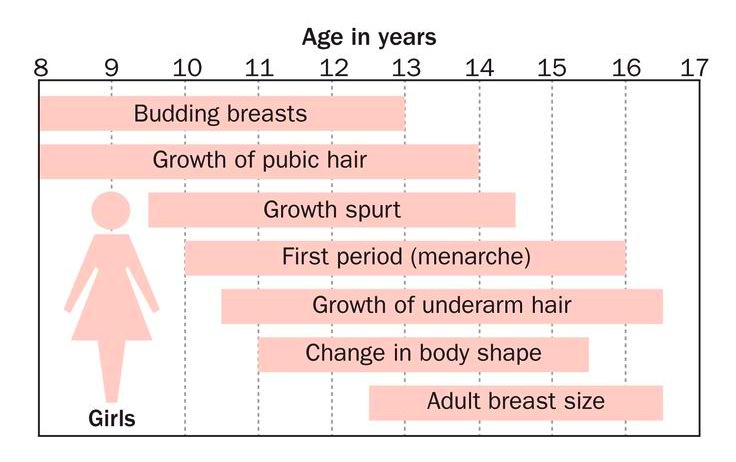 Age in years
8 9 10 11 12 13 14 15 16 17
Budding breasts
Growth of pubic hair
Growth spurt
First period (menarche)
Growth of underarm hair
Change in body shape
Adult breast size
Girls